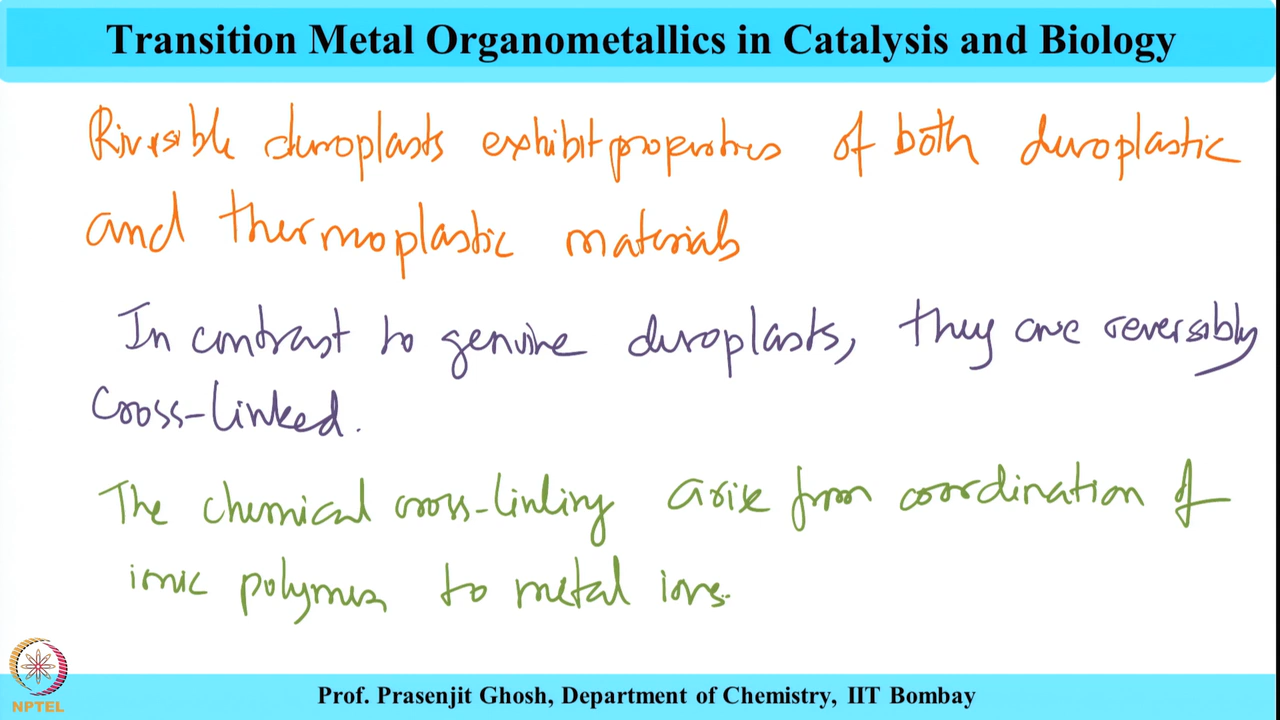 Transition Metal Organometallics in Catalysis and Biology
Riversible duroplasts exhibit properties of both duroplastic
and thermoplastic materials
In contrast to genuine duroplasts, they are reversibly
cross-linked.
The chemical cross-linking arise from coordination of
ionic polymers to metal ions.
NPTEL
Prof. Prasenjit Ghosh, Department of Chemistry, IIT Bombay